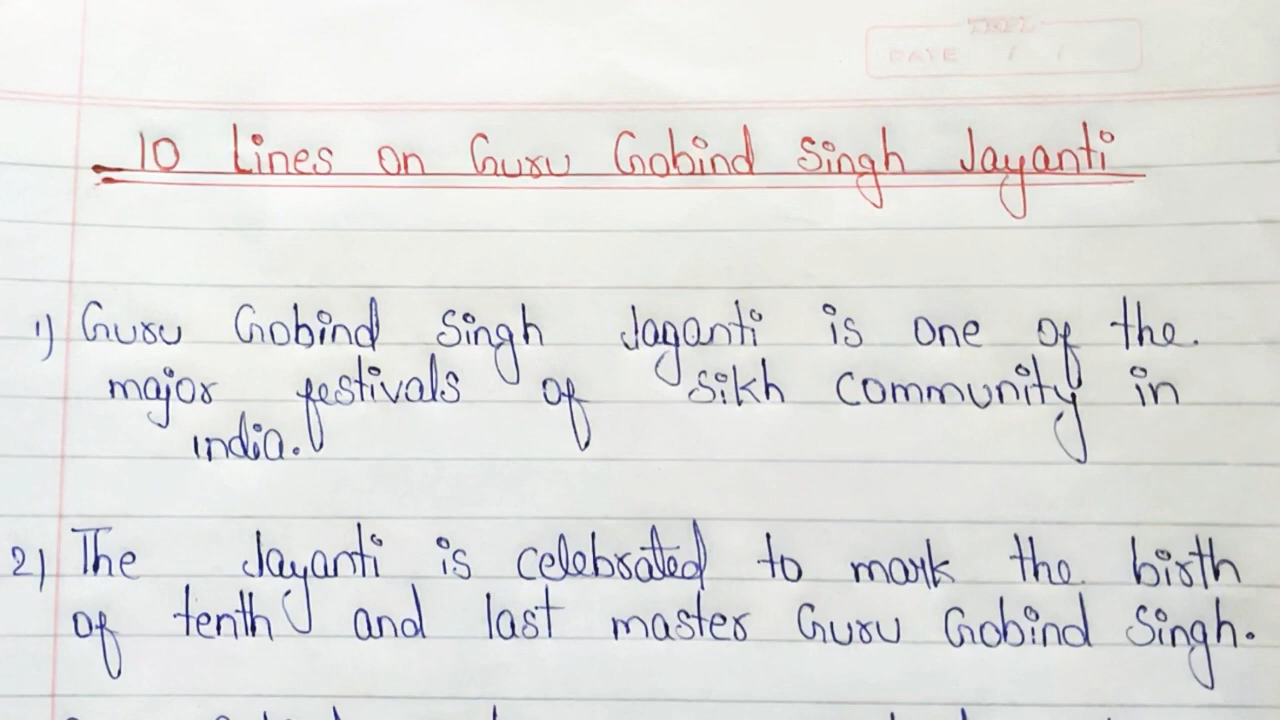 DATE / /
10 Lines on Guru Gobind Singh Jayanti
1) Guru Gobind Singh Jayanti is one of the
major festivals of Sikh community in
india.
2) The Jayanti is celebrated to mark the birth
of tenth and last master Guru Gobind Singh.